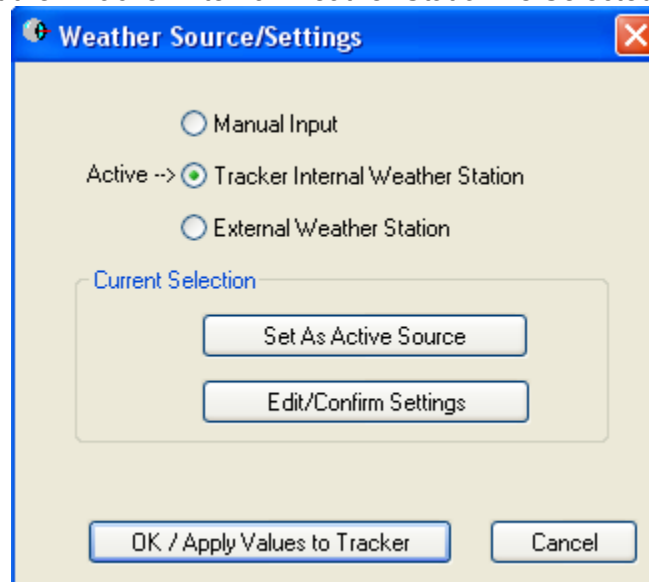 Weather Source/Settings
Manual Input
Active --> Tracker Internal Weather Station
External Weather Station
Current Selection
Set As Active Source
Edit/Confirm Settings
OK / Apply Values to Tracker Cancel